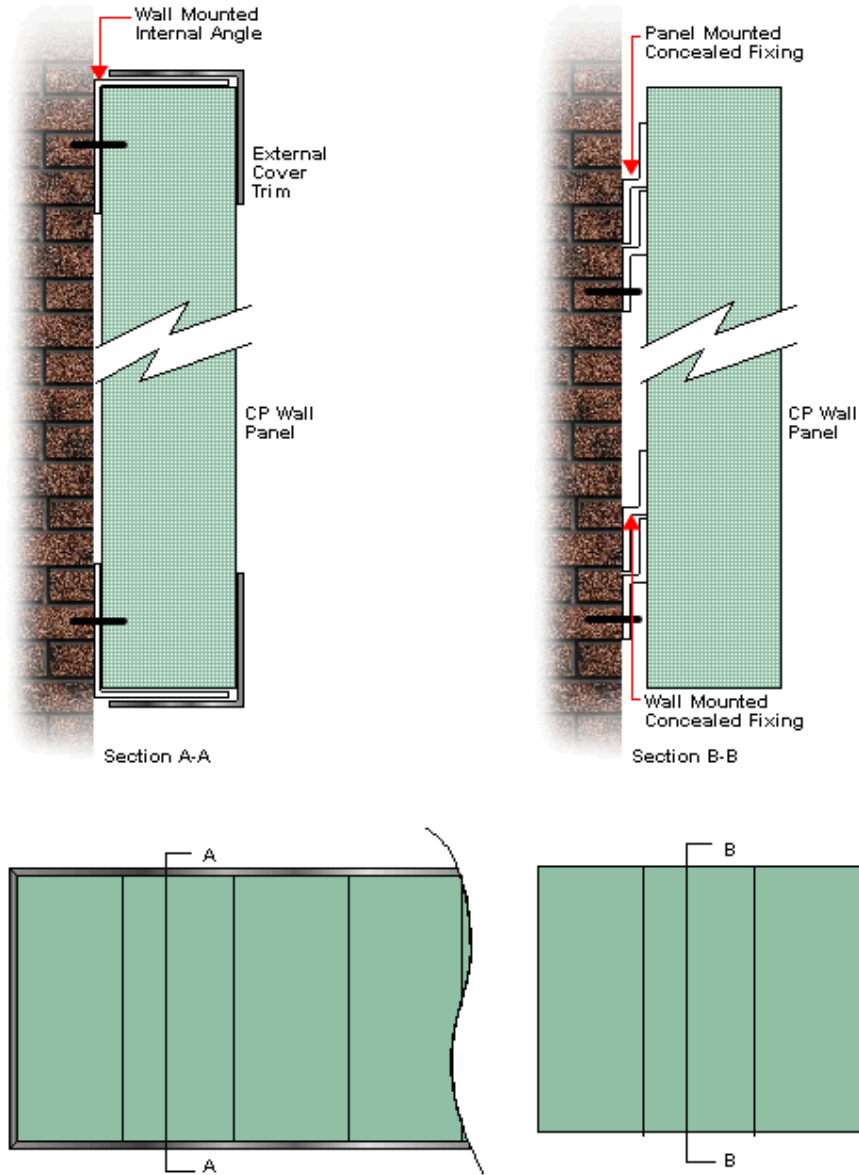 Wall Mounted
Internal Angle
External
Cover
Trim
CP Wall
Panel
Section A-A
Panel Mounted
Concealed Fixing
CP Wall
Panel
Wall Mounted
Concealed Fixing
Section B-B
A
A
B
B